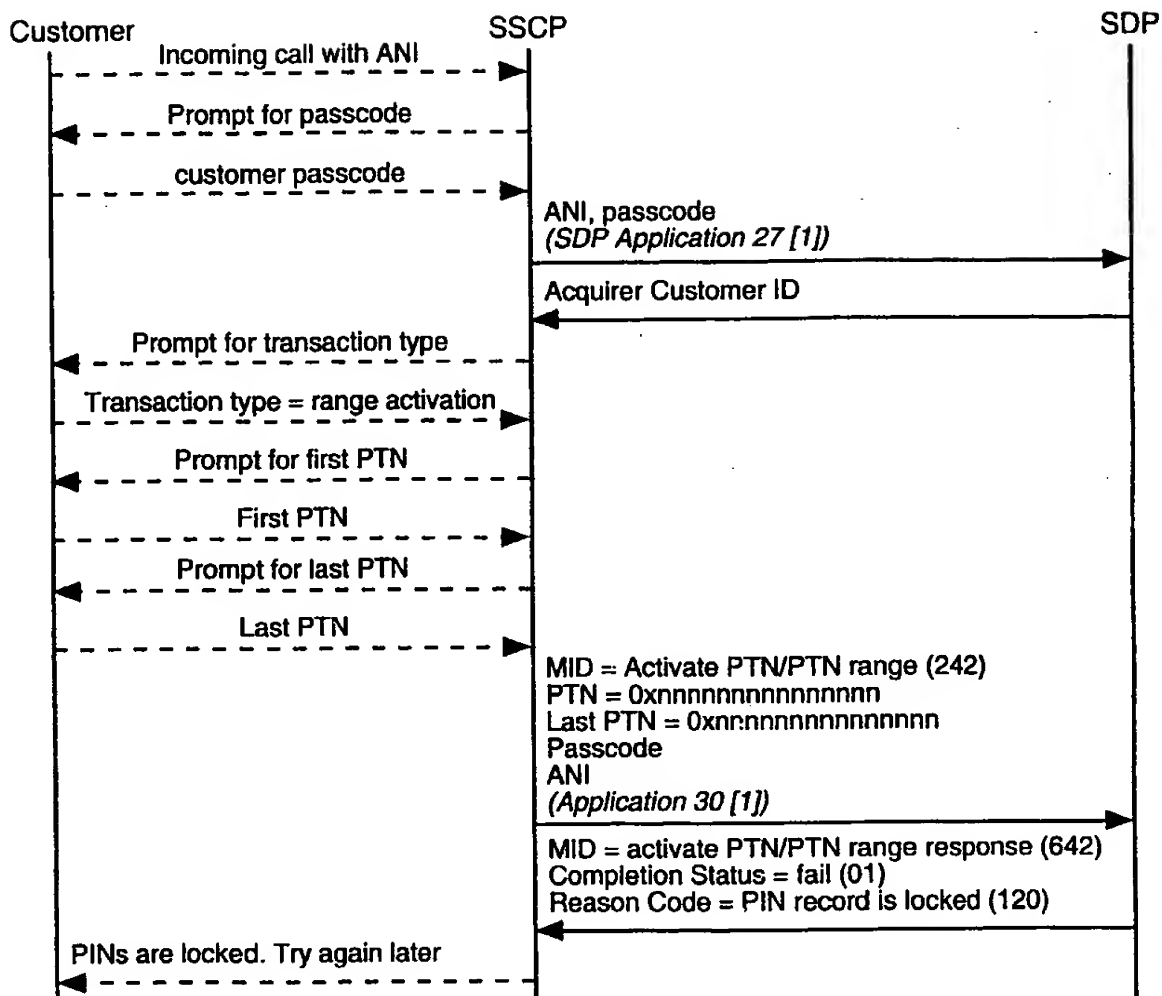 Customer
SSCP
SDP
Incoming call with ANI
Prompt for passcode
customer passcode
ANI, passcode
(SDP Application 27 [1])
Acquirer Customer ID
Prompt for transaction type
Transaction type = range activation
Prompt for first PTN
First PTN
Prompt for last PTN
Last PTN
MID = Activate PTN/PTN range (242)
PTN = 0xnnnnnnnnnnnnnnnn
Last PTN = 0xnnnnnnnnnnnnnnnn
Passcode
ANI
(Application 30 [1])
MID = activate PTN/PTN range response (642)
Completion Status = fail (01)
Reason Code = PIN record is locked (120)
PINs are locked. Try again later